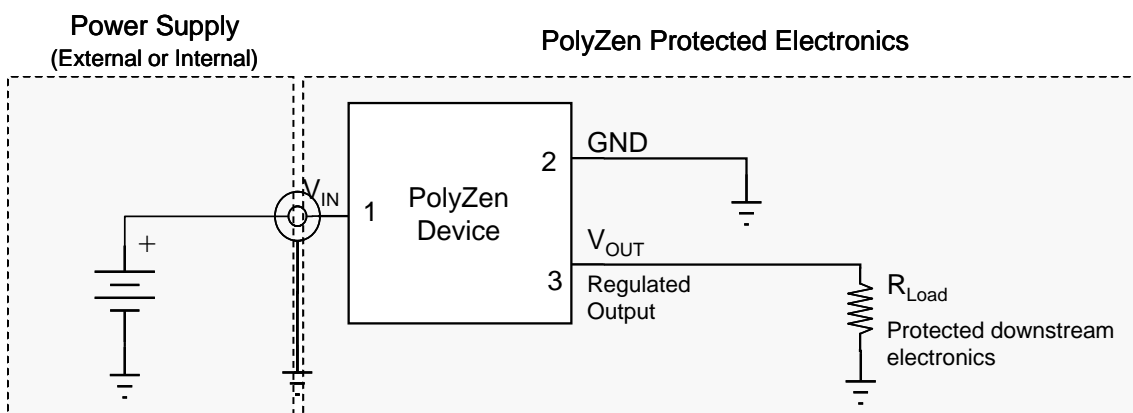 Power Supply
(External or Internal)
PolyZen Protected Electronics
V_IN
1
PolyZen
Device
2
GND
V_OUT
3
Regulated
Output
+
R_Load
Protected downstream
electronics